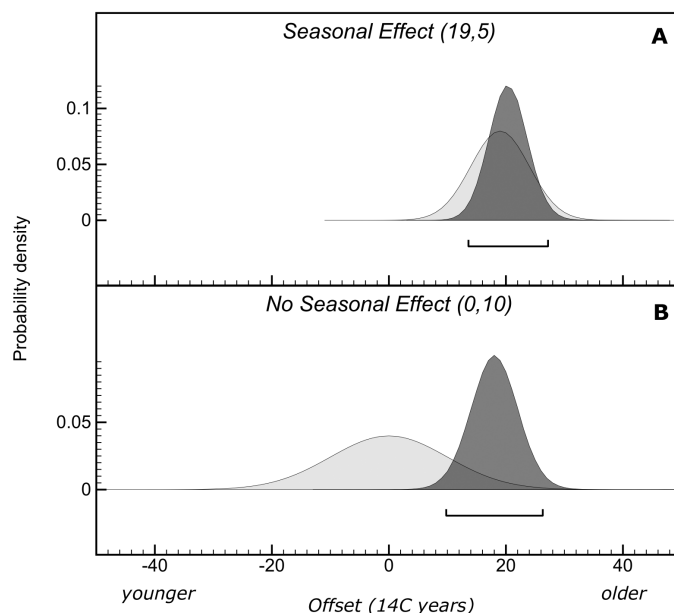 Seasonal Effect (19,5)
A
0.1
0.05
0
Probability density
No Seasonal Effect (0,10)
B
0.05
0
-40 -20 0 20 40
younger Offset (14C years) older